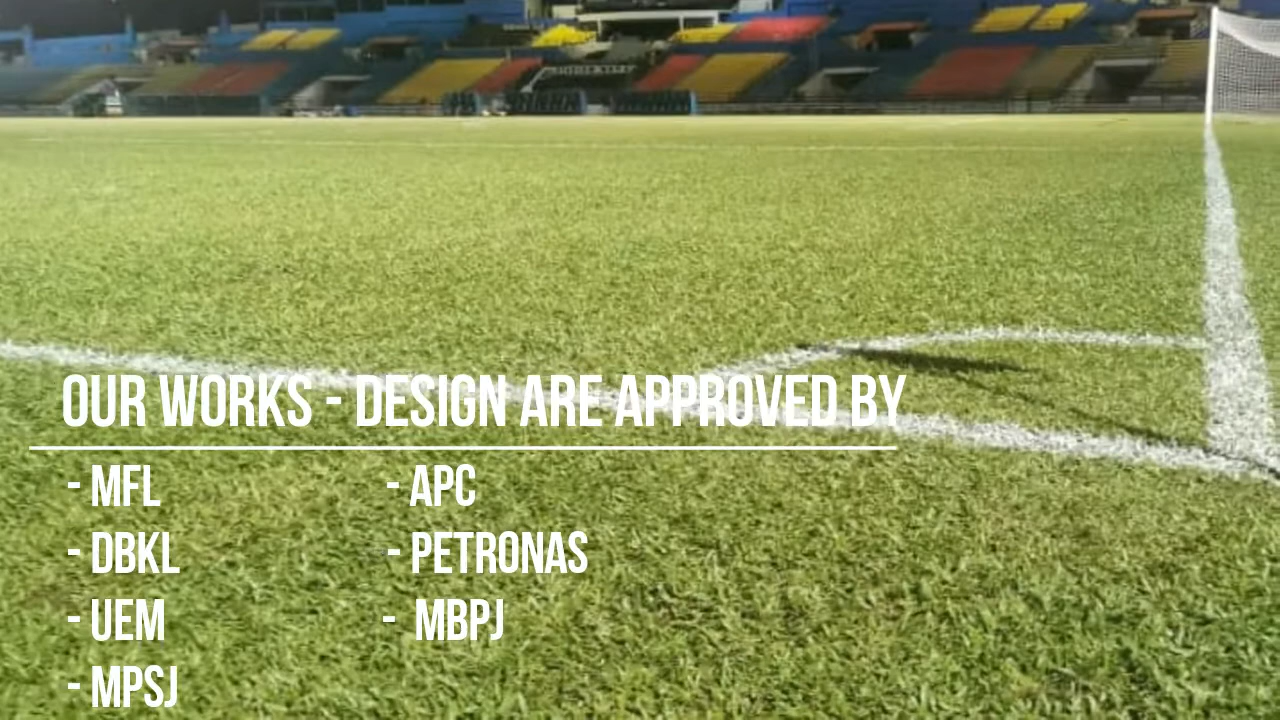 OUR WORKS - DESIGN ARE APPROVED BY
- MFL
- DBKL
- UEM
- MPSJ
- APC
- PETRONAS
- MBPJ